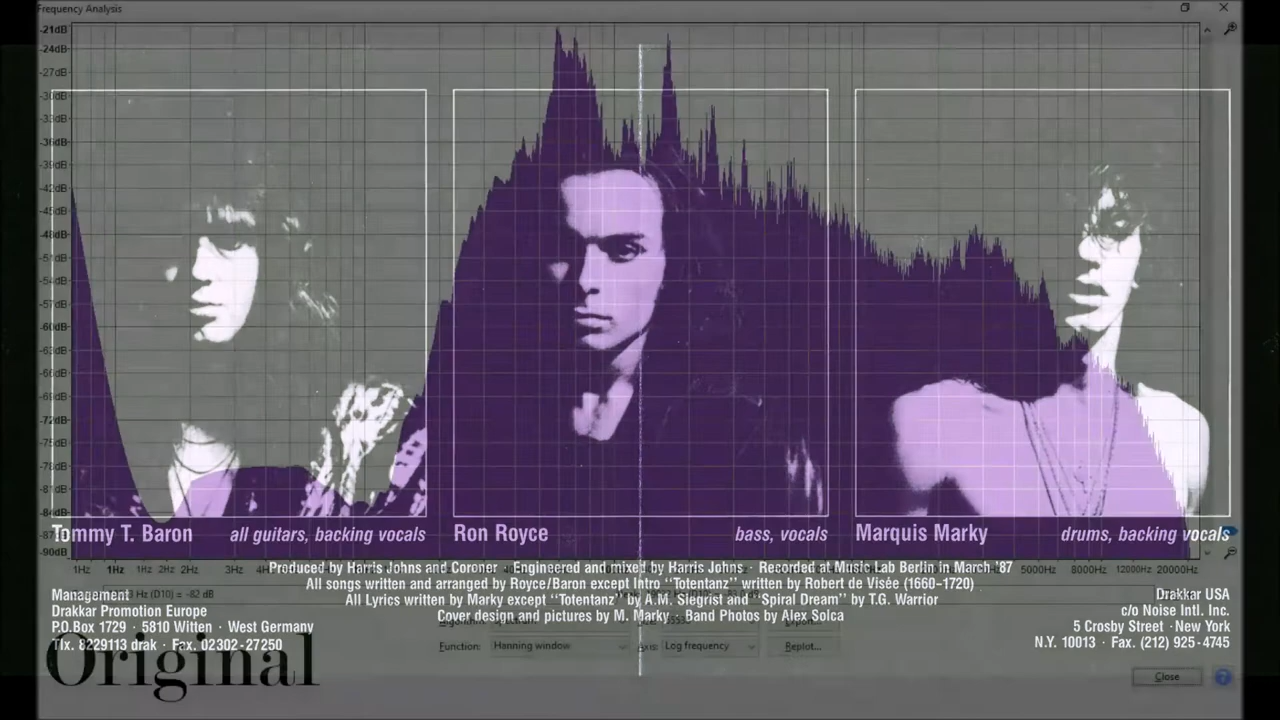 Frequency Analysis
-21dB
-24dB
-27dB
-30dB
-33dB
-36dB
-39dB
-42dB
-45dB
-48dB
-51dB
-54dB
-57dB
-60dB
-63dB
-66dB
-69dB
-72dB
-75dB
-78dB
-81dB
-84dB
-87dB
-90dB
Tommy T. Baron all guitars, backing vocals
Ron Royce bass, vocals
Marquis Marky drums, backing vocals
1Hz 1Hz 1Hz 2Hz 2Hz 3Hz 4Hz 5000Hz 8000Hz 12000Hz 20000Hz
Produced by Harris Johns and Coroner · Engineered and mixed by Harris Johns · Recorded at Music Lab Berlin in March '87
All songs written and arranged by Royce/Baron except Intro “Totentanz” written by Robert de Visée (1660–1720)
All Lyrics written by Marky except “Totentanz” by A.M. Siegrist and “Spiral Dream” by T.G. Warrior
Cover design and pictures by M. Marky · Band Photos by Alex Solca
Management
Drakkar Promotion Europe
P.O.Box 1729 · 5810 Witten · West Germany
Tlx. 8229113 drak · Fax. 02302-27250
Drakkar USA
c/o Noise Intl. Inc.
5 Crosby Street · New York
N.Y. 10013 · Fax. (212) 925-4745
Hz (D10) = -82 dB
Function: Hanning window Axis: Log frequency Replot...
Original
Close